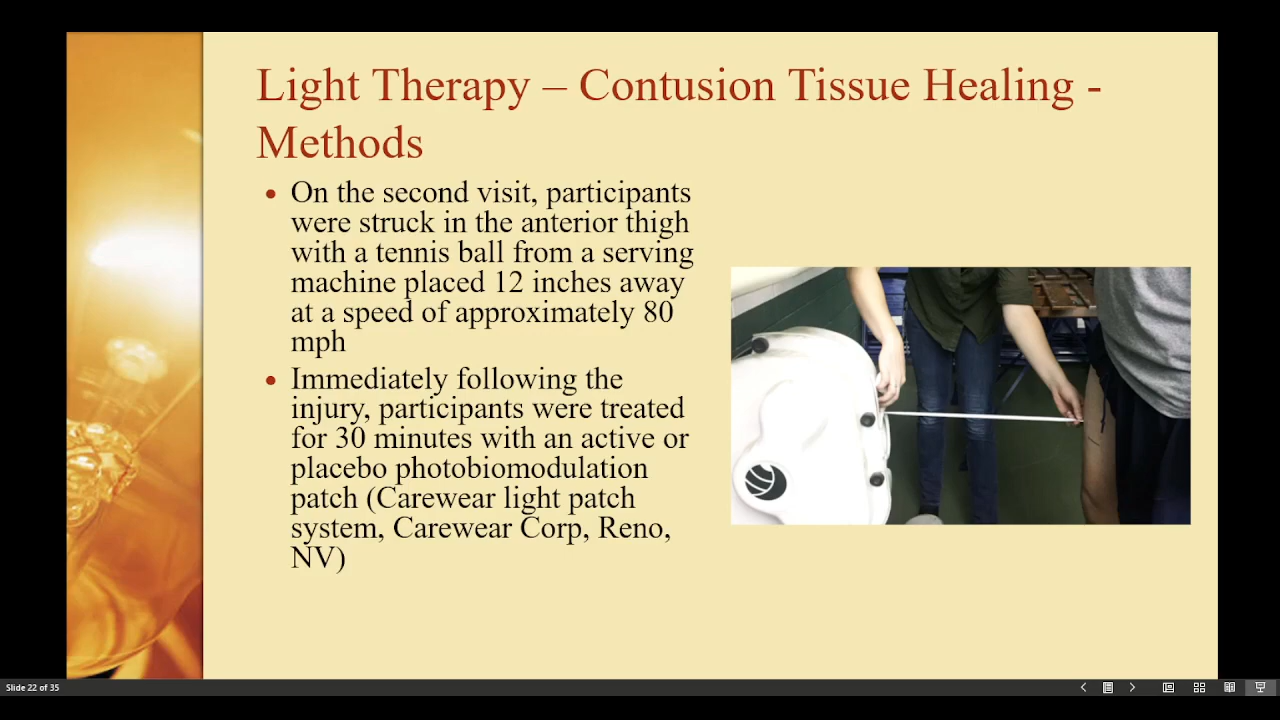 Light Therapy – Contusion Tissue Healing -
Methods
• On the second visit, participants
were struck in the anterior thigh
with a tennis ball from a serving
machine placed 12 inches away
at a speed of approximately 80
mph
• Immediately following the
injury, participants were treated
for 30 minutes with an active or
placebo photobiomodulation
patch (Carewear light patch
system, Carewear Corp, Reno,
NV)
Slide 22 of 35